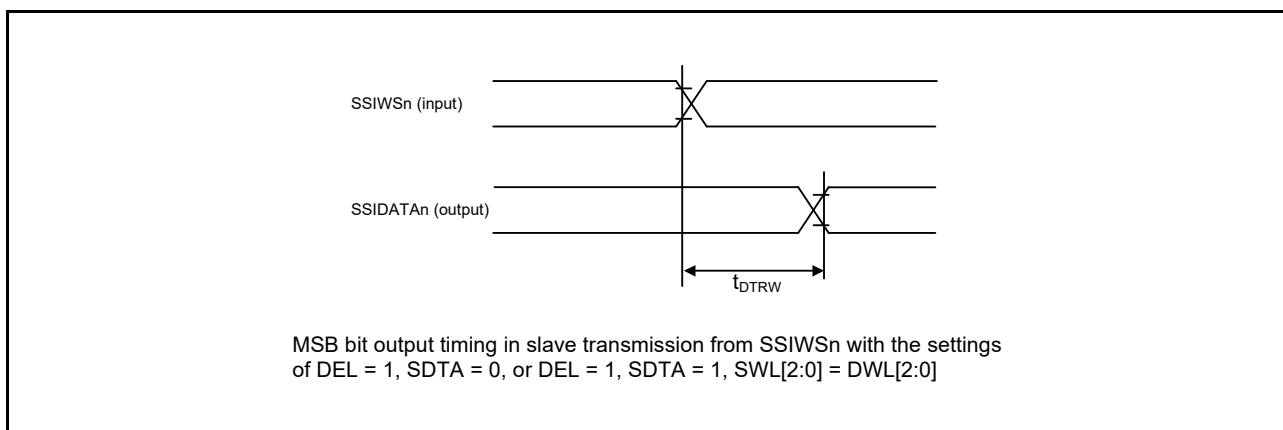 SSIWSn (input)
SSIDATAn (output)
tDTRW
MSB bit output timing in slave transmission from SSIWSn with the settings
of DEL = 1, SDTA = 0, or DEL = 1, SDTA = 1, SWL[2:0] = DWL[2:0]